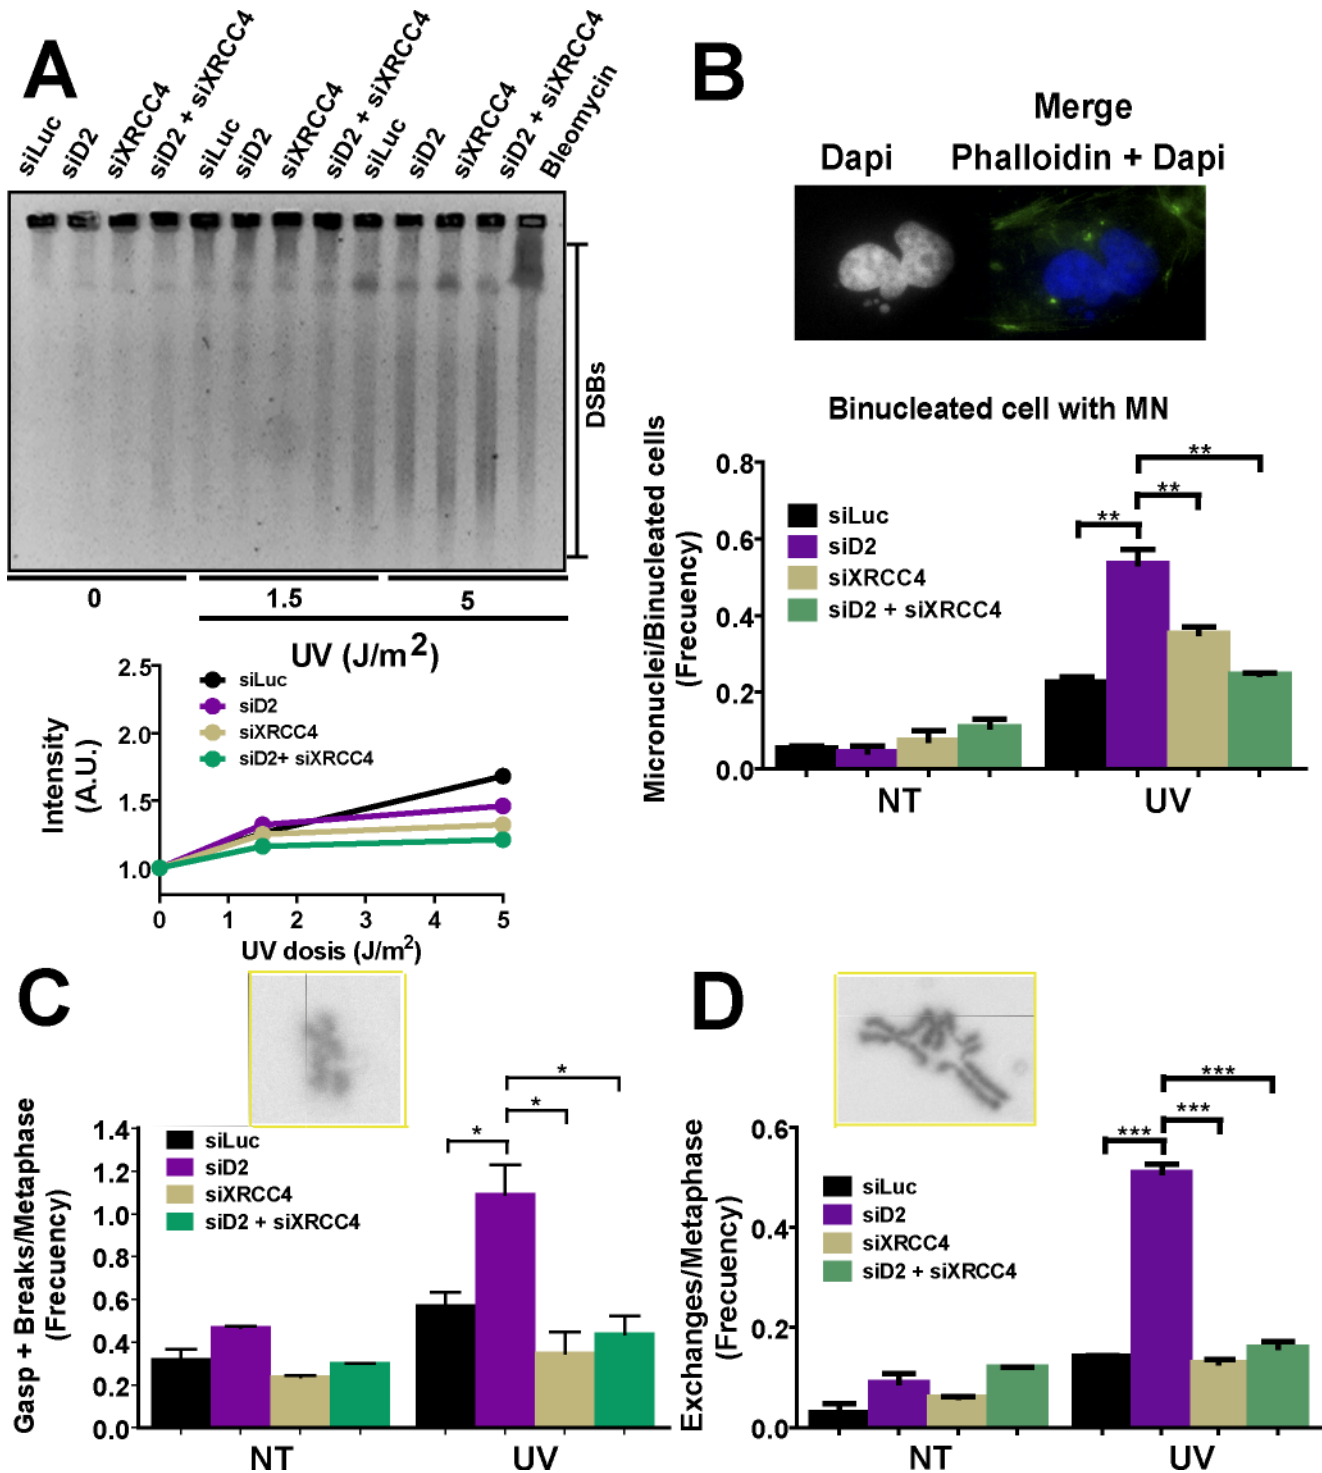 A
siLuc
siD2
siXRCC4
siD2 + siXRCC4
siLuc
siD2
siXRCC4
siD2 + siXRCC4
siLuc
siD2
siXRCC4
siD2 + siXRCC4
Bleomycin
DSBs
0
1.5
5
UV (J/m2)
2.5
2.0
1.5
1.0
Intensity
(A.U.)
siLuc
siD2
siXRCC4
siD2+ siXRCC4
0
1
2
3
4
5
UV dosis (J/m2)
B
Merge
Dapi
Phalloidin + Dapi
Binucleated cell with MN
Micronuclei/Binucleated cells
(Frecuency)
0.8
0.6
0.4
0.2
0.0
siLuc
siD2
siXRCC4
siD2 + siXRCC4
**
**
**
NT
UV
C
Gasp + Breaks/Metaphase
(Frecuency)
1.4
1.2
1.0
0.8
0.6
0.4
0.2
0.0
siLuc
siD2
siXRCC4
siD2 + siXRCC4
*
*
*
NT
UV
D
Exchanges/Metaphase
(Frecuency)
0.6
0.4
0.2
0.0
siLuc
siD2
siXRCC4
siD2 + siXRCC4
***
***
***
NT
UV